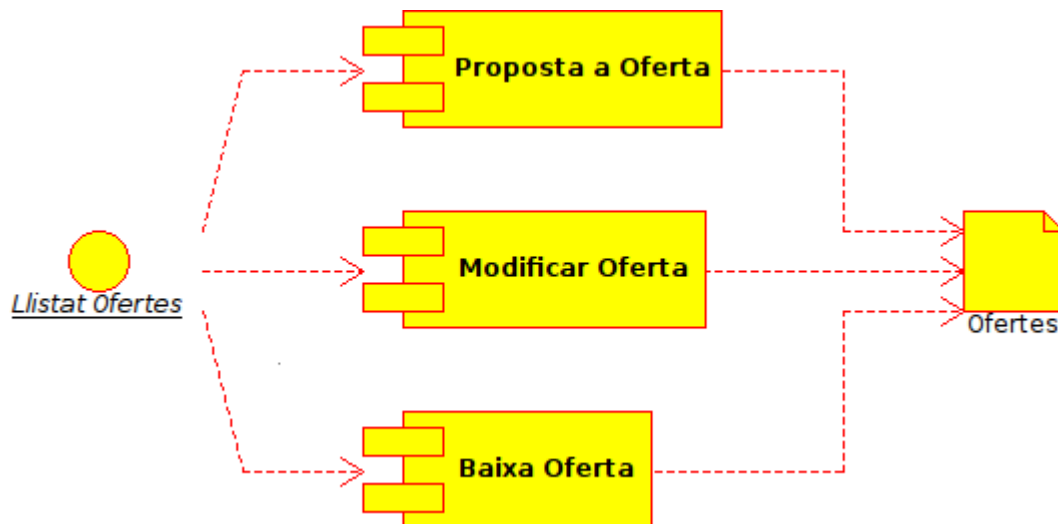 Proposta a Oferta
Modificar Oferta
Llistat Ofertes
Ofertes
Baixa Oferta